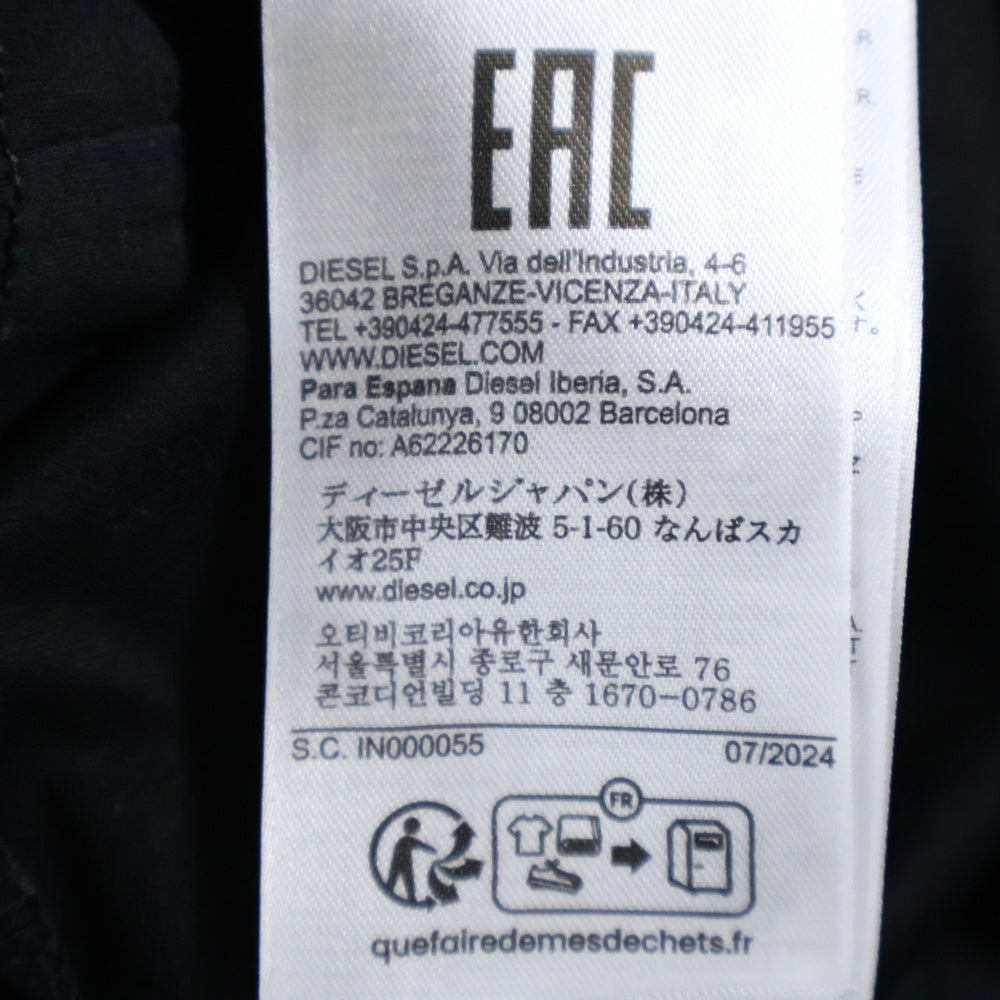 EAC
DIESEL S.p.A. Via dell'Industria, 4-6
36042 BREGANZE-VICENZA-ITALY
TEL +390424-477555 - FAX +390424-411955
WWW.DIESEL.COM
Para Espana Diesel Iberia, S.A.
P.za Catalunya, 9 08002 Barcelona
CIF no: A62226170
ディーゼルジャパン(株)
大阪市中央区難波 5-1-60 なんばスカ
イオ25F
www.diesel.co.jp
오티비코리아유한회사
서울특별시 종로구 새문안로 76
콘코디언빌딩 11 층 1670-0786
S.C. IN000055 07/2024
FR
quefairedemesdechets.fr